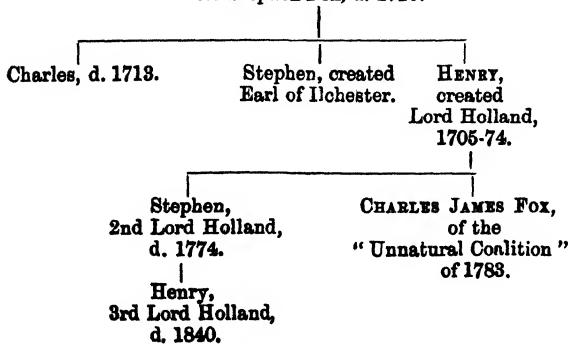 Charles, d. 1713.
Stephen, created
Earl of Ilchester.
HENRY,
created
Lord Holland,
1705-74.
Stephen,
2nd Lord Holland,
d. 1774.
CHARLES JAMES FOX,
of the
"Unnatural Coalition"
of 1783.
Henry,
3rd Lord Holland,
d. 1840.